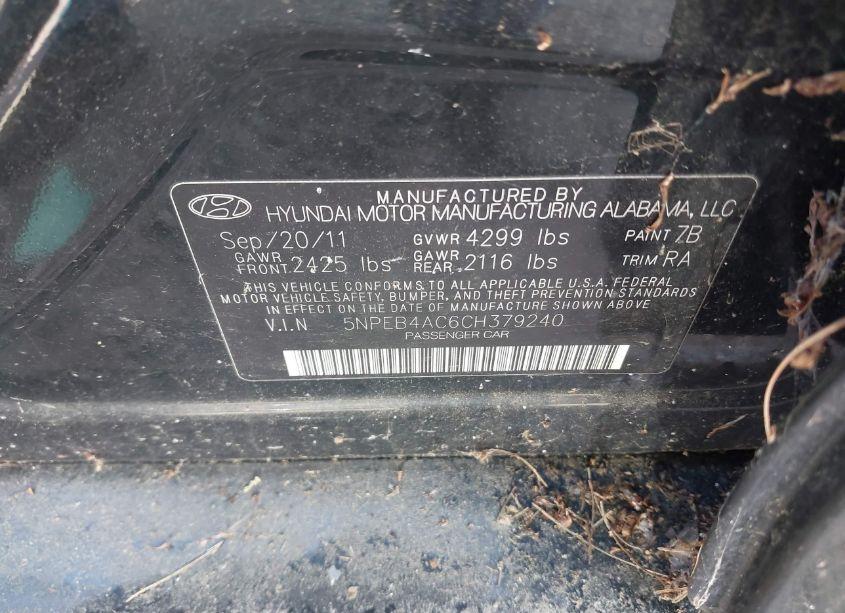 MANUFACTURED BY
HYUNDAI MOTOR MANUFACTURING ALABAMA, LLC
Sep/20/11 GVWR 4299 lbs PAINT ZB
GAWR FRONT 2425 lbs GAWR REAR 2116 lbs TRIM RA
THIS VEHICLE CONFORMS TO ALL APPLICABLE U.S.A. FEDERAL
MOTOR VEHICLE SAFETY, BUMPER, AND THEFT PREVENTION STANDARDS
IN EFFECT ON THE DATE OF MANUFACTURE SHOWN ABOVE
V.I.N 5NPEB4AC6CH379240
PASSENGER CAR